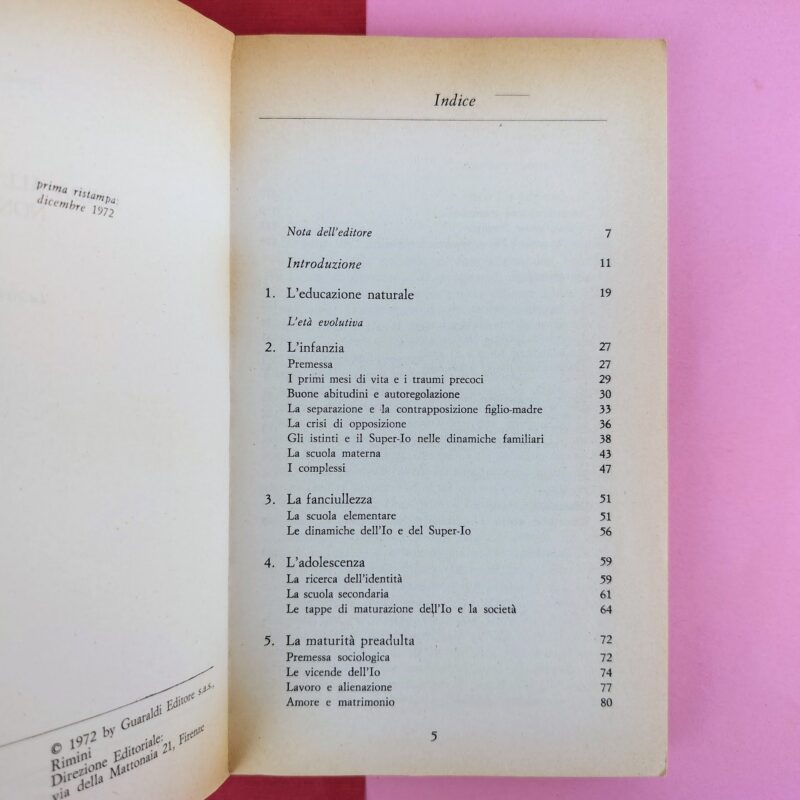 prima ristampa:
dicembre 1972
© 1972 by Guaraldi Editore s.a.s.,
Rimini
Direzione Editoriale:
via della Mattonaia 21, Firenze
Indice
Nota dell'editore 7
Introduzione 11
1. L'educazione naturale 19
L'età evolutiva
2. L'infanzia 27
Premessa 27
I primi mesi di vita e i traumi precoci 29
Buone abitudini e autoregolazione 30
La separazione e la contrapposizione figlio-madre 33
La crisi di opposizione 36
Gli istinti e il Super-Io nelle dinamiche familiari 38
La scuola materna 43
I complessi 47
3. La fanciullezza 51
La scuola elementare 51
Le dinamiche dell'Io e del Super-Io 56
4. L'adolescenza 59
La ricerca dell'identità 59
La scuola secondaria 61
Le tappe di maturazione dell'Io e la società 64
5. La maturità preadulta 72
Premessa sociologica 72
Le vicende dell'Io 74
Lavoro e alienazione 77
Amore e matrimonio 80
5